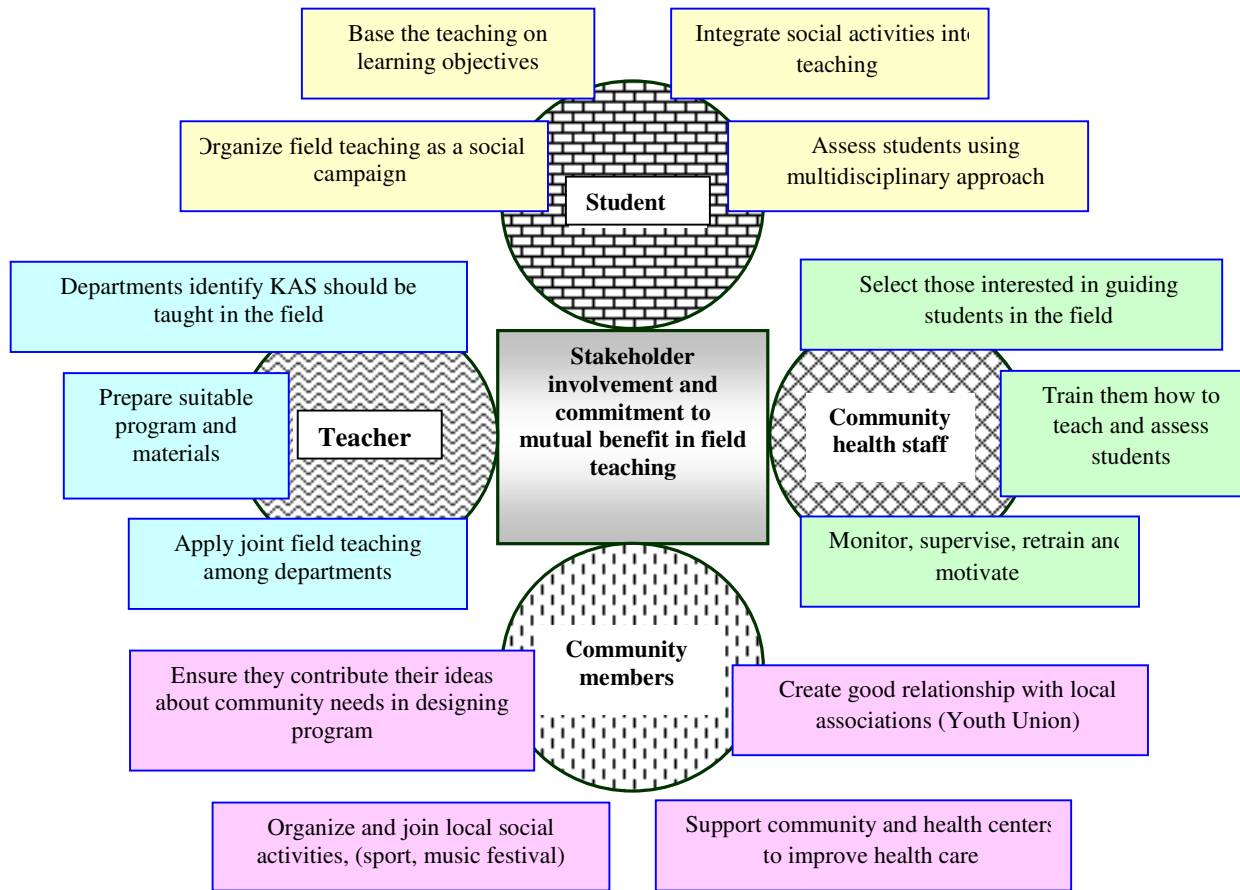 Base the teaching on
learning objectives
Integrate social activities into
teaching
Organize field teaching as a social
campaign
Assess students using
multidisciplinary approach
Student
Departments identify KAS should be
taught in the field
Select those interested in guiding
students in the field
Stakeholder
involvement and
commitment to
mutual benefit in field
teaching
Prepare suitable
program and
materials
Teacher
Community
health staff
Train them how to
teach and assess
students
Apply joint field teaching
among departments
Monitor, supervise, retrain and
motivate
Community
members
Ensure they contribute their ideas
about community needs in designing
program
Create good relationship with local
associations (Youth Union)
Organize and join local social
activities, (sport, music festival)
Support community and health centers
to improve health care